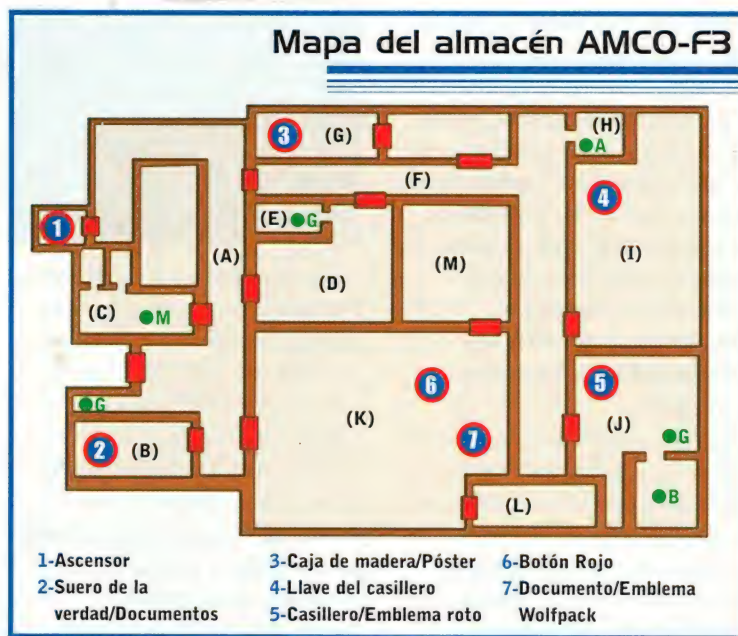 Mapa del almacén AMCO-F3
3 (G) (H)
A
(F) 4
1 (E) G (I)
(A)
(D) (M)
(C) M
6 5
G (K) 7 (J) G
2 (B)
(L) B
1-Ascensor
2-Suero de la
verdad/Documentos
3-Caja de madera/Póster
4-Llave del casillero
5-Casillero/Emblema roto
6-Botón Rojo
7-Documento/Emblema
Wolfpack